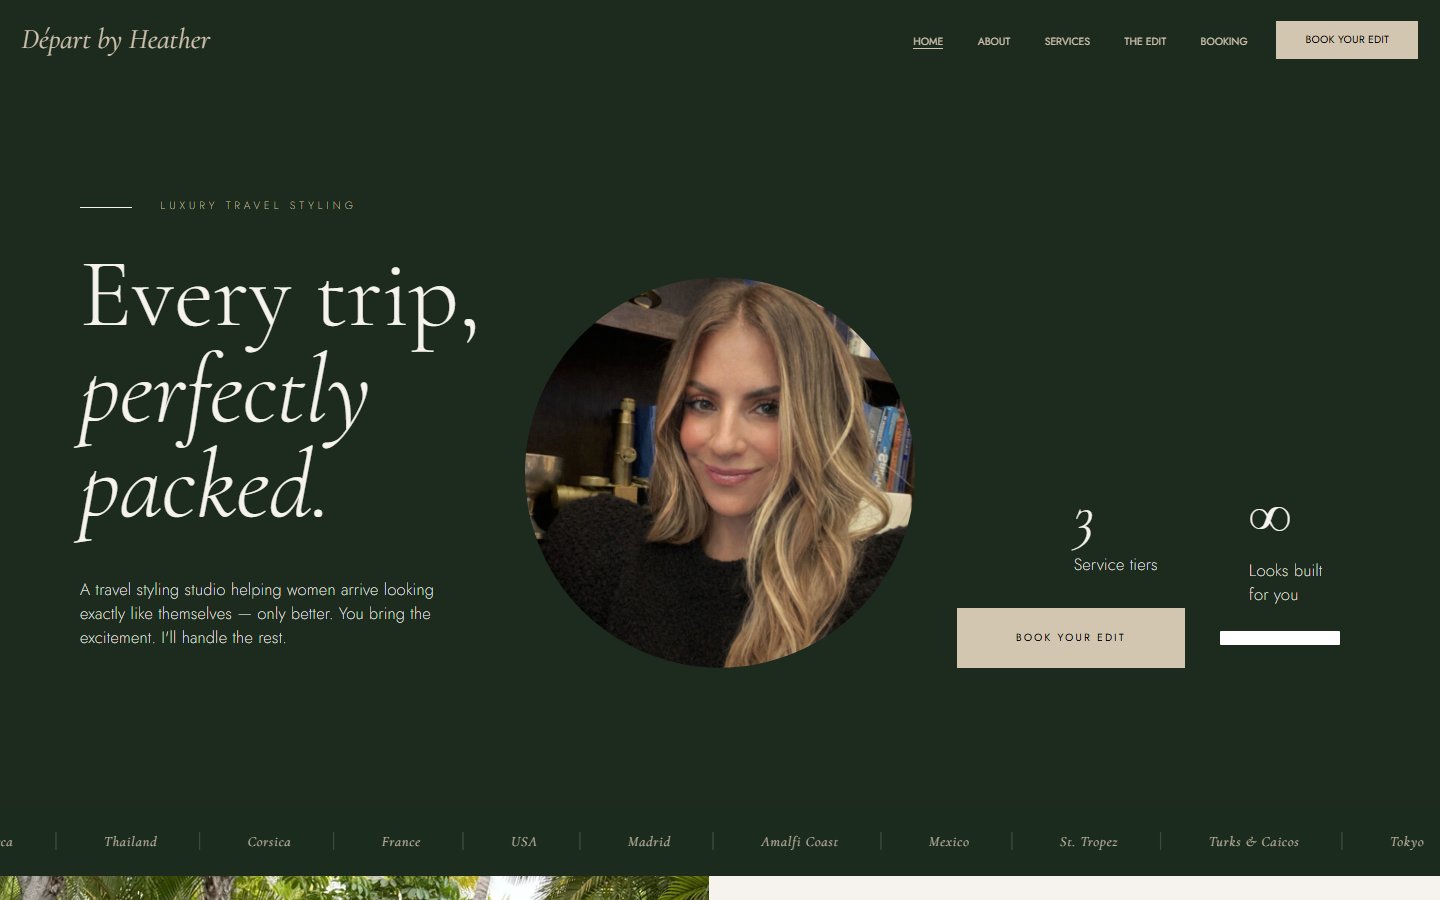 Départ by Heather
HOME
ABOUT
SERVICES
THE EDIT
BOOKING
BOOK YOUR EDIT
LUXURY TRAVEL STYLING
Every trip,
perfectly
packed.
A travel styling studio helping women arrive looking
exactly like themselves — only better. You bring the
excitement. I'll handle the rest.
3
Service tiers
∞
Looks built
for you
BOOK YOUR EDIT
Thailand
Corsica
France
USA
Madrid
Amalfi Coast
Mexico
St. Tropez
Turks & Caicos
Tokyo